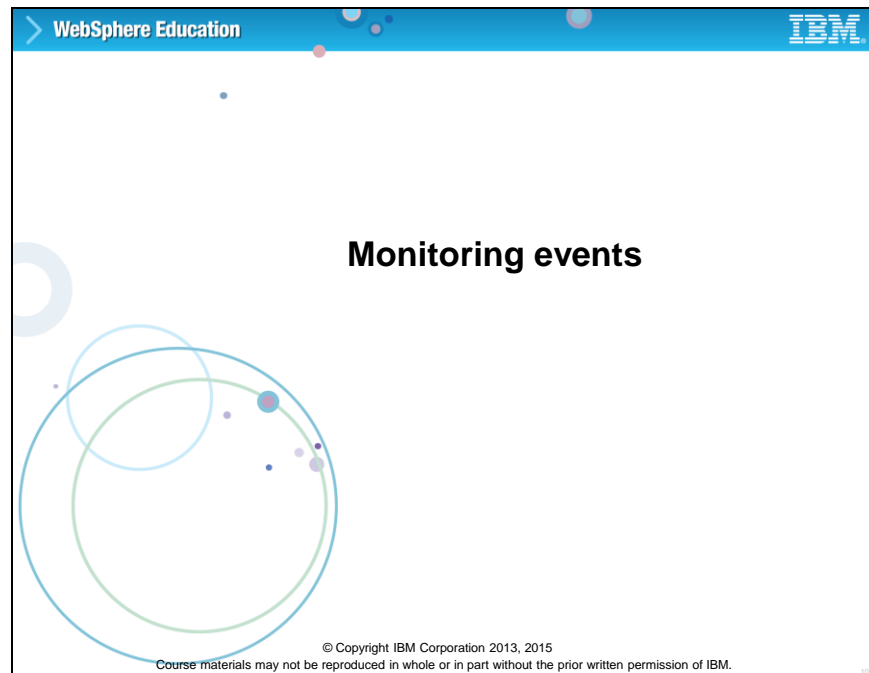 WebSphere Education
IBM
Monitoring events
© Copyright IBM Corporation 2013, 2015
Course materials may not be reproduced in whole or in part without the prior written permission of IBM.